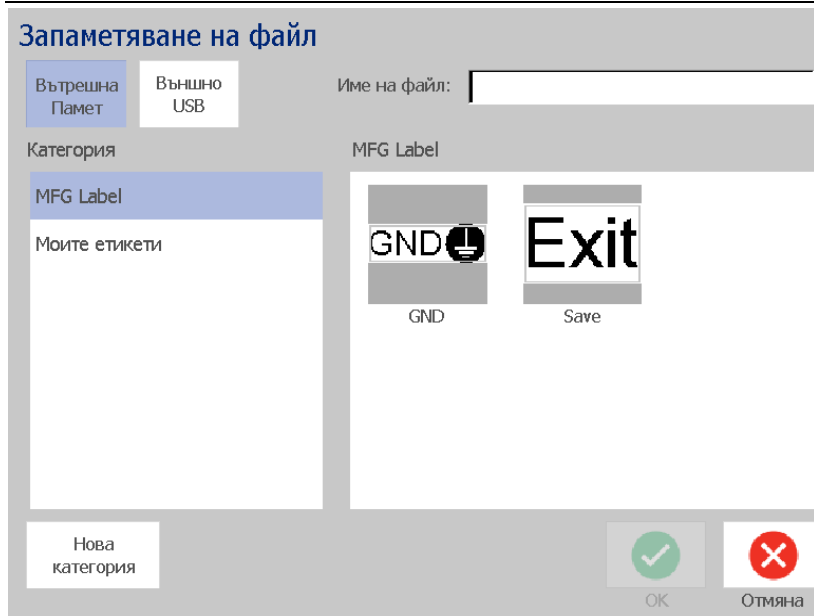 Запаметяване на файл
Вътрешна
Памет
Външно
USB
Име на файл:
Категория
MFG Label
MFG Label
Моите етикети
GND
GND
Exit
Save
Нова
категория
OK
Отмяна